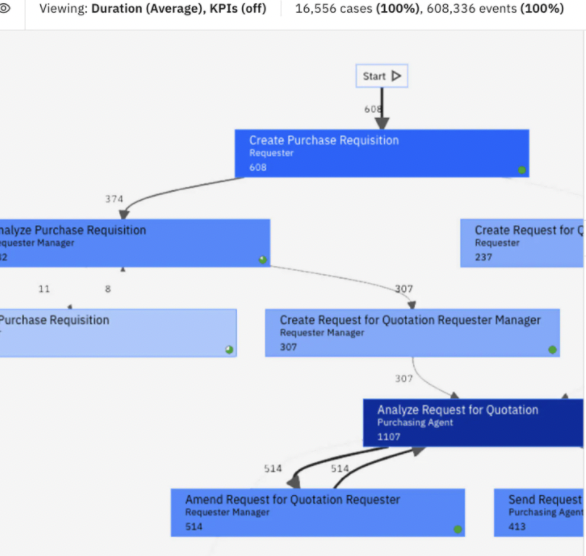 Viewing: Duration (Average), KPIs (off) 16,556 cases (100%), 608,336 events (100%)
Start
608
Create Purchase Requisition
Requester
608
374
nalyze Purchase Requisition
quester Manager
2
Create Request for Q
Requester
237
11 8
307
Purchase Requisition
Create Request for Quotation Requester Manager
Requester Manager
307
307
Analyze Request for Quotation
Purchasing Agent
1107
514 514
Amend Request for Quotation Requester
Requester Manager
514
Send Request
Purchasing Agent
413